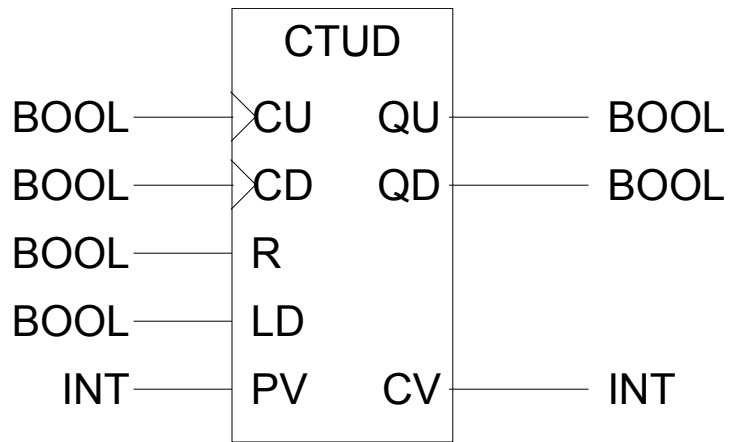 CTUD
BOOL CU QU BOOL
BOOL CD QD BOOL
BOOL R
BOOL LD
INT PV CV INT